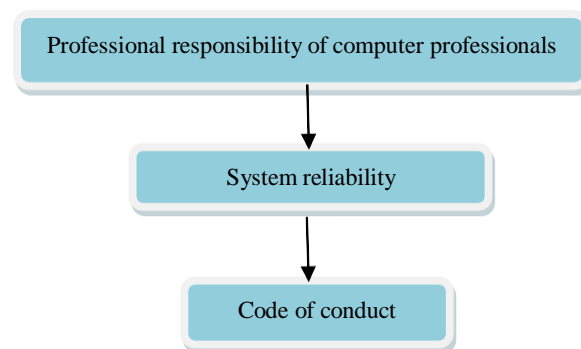 Professional responsibility of computer professionals
System reliability
Code of conduct